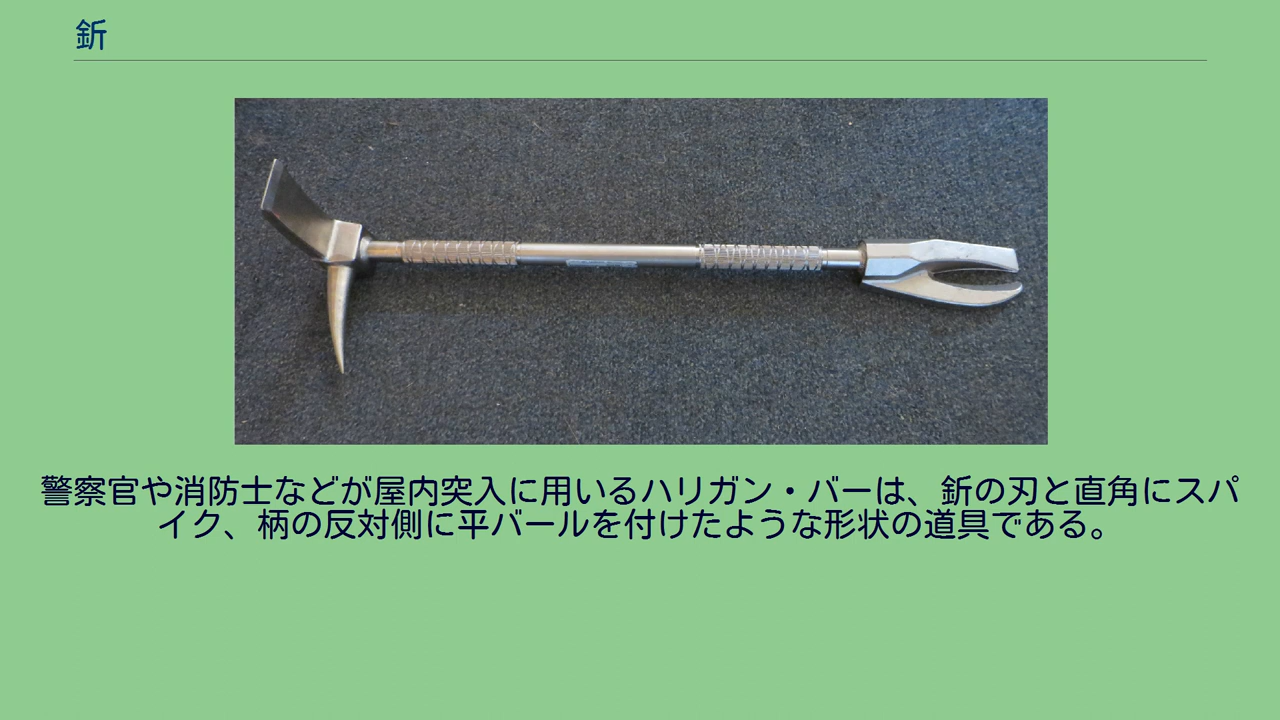 釿
警察官や消防士などが屋内突入に用いるハリガン・バーは、釿の刃と直角にスパ
イク、柄の反対側に平バールを付けたような形状の道具である。